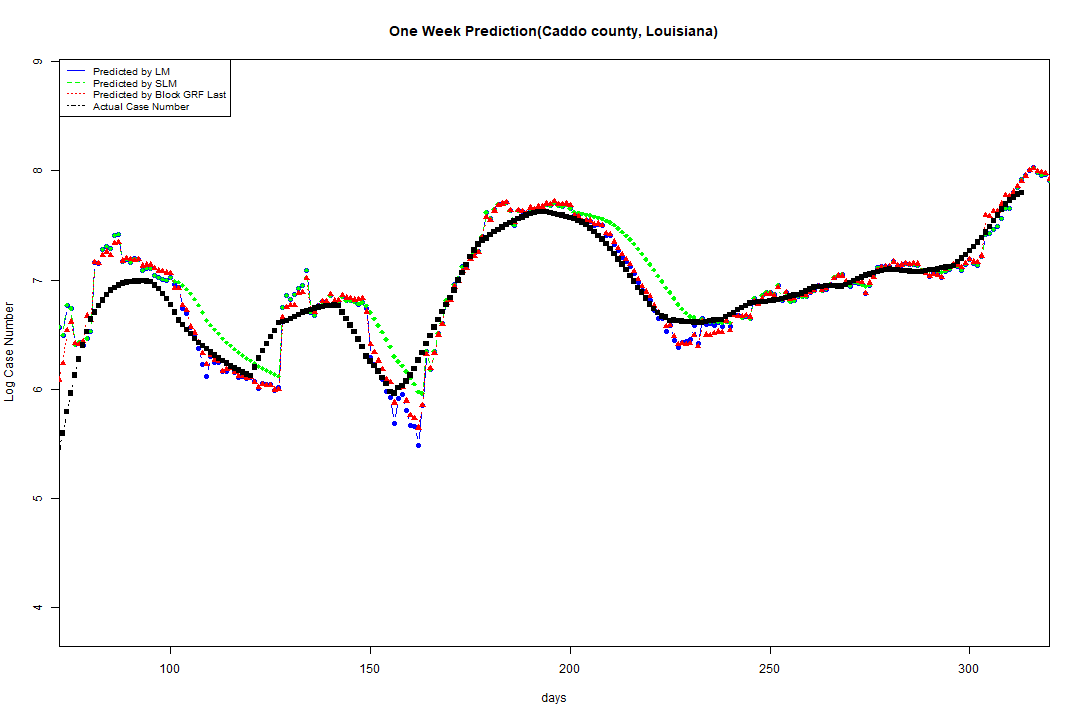 One Week Prediction(Caddo county, Louisiana)
Predicted by LM
Predicted by SLM
Predicted by Block GRF Last
Actual Case Number
9
8
7
6
5
4
Log Case Number
100 150 200 250 300
days